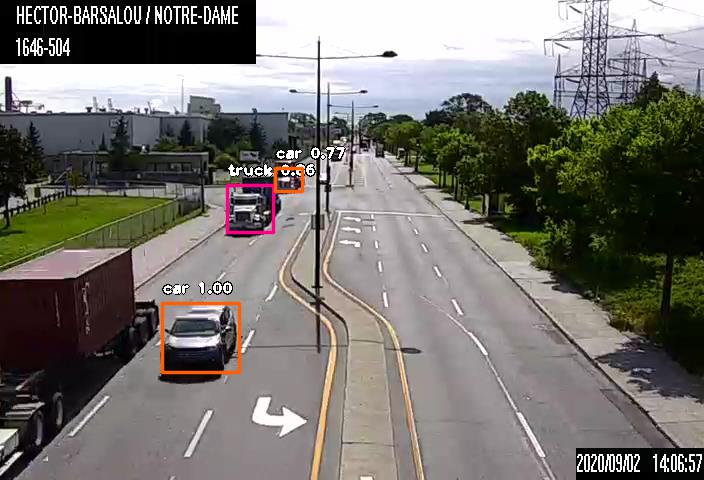 HECTOR-BARSALOU / NOTRE-DAME
1646-504
car 0.77
truck 0.86
car 1.00
2020/09/02 14:06:57